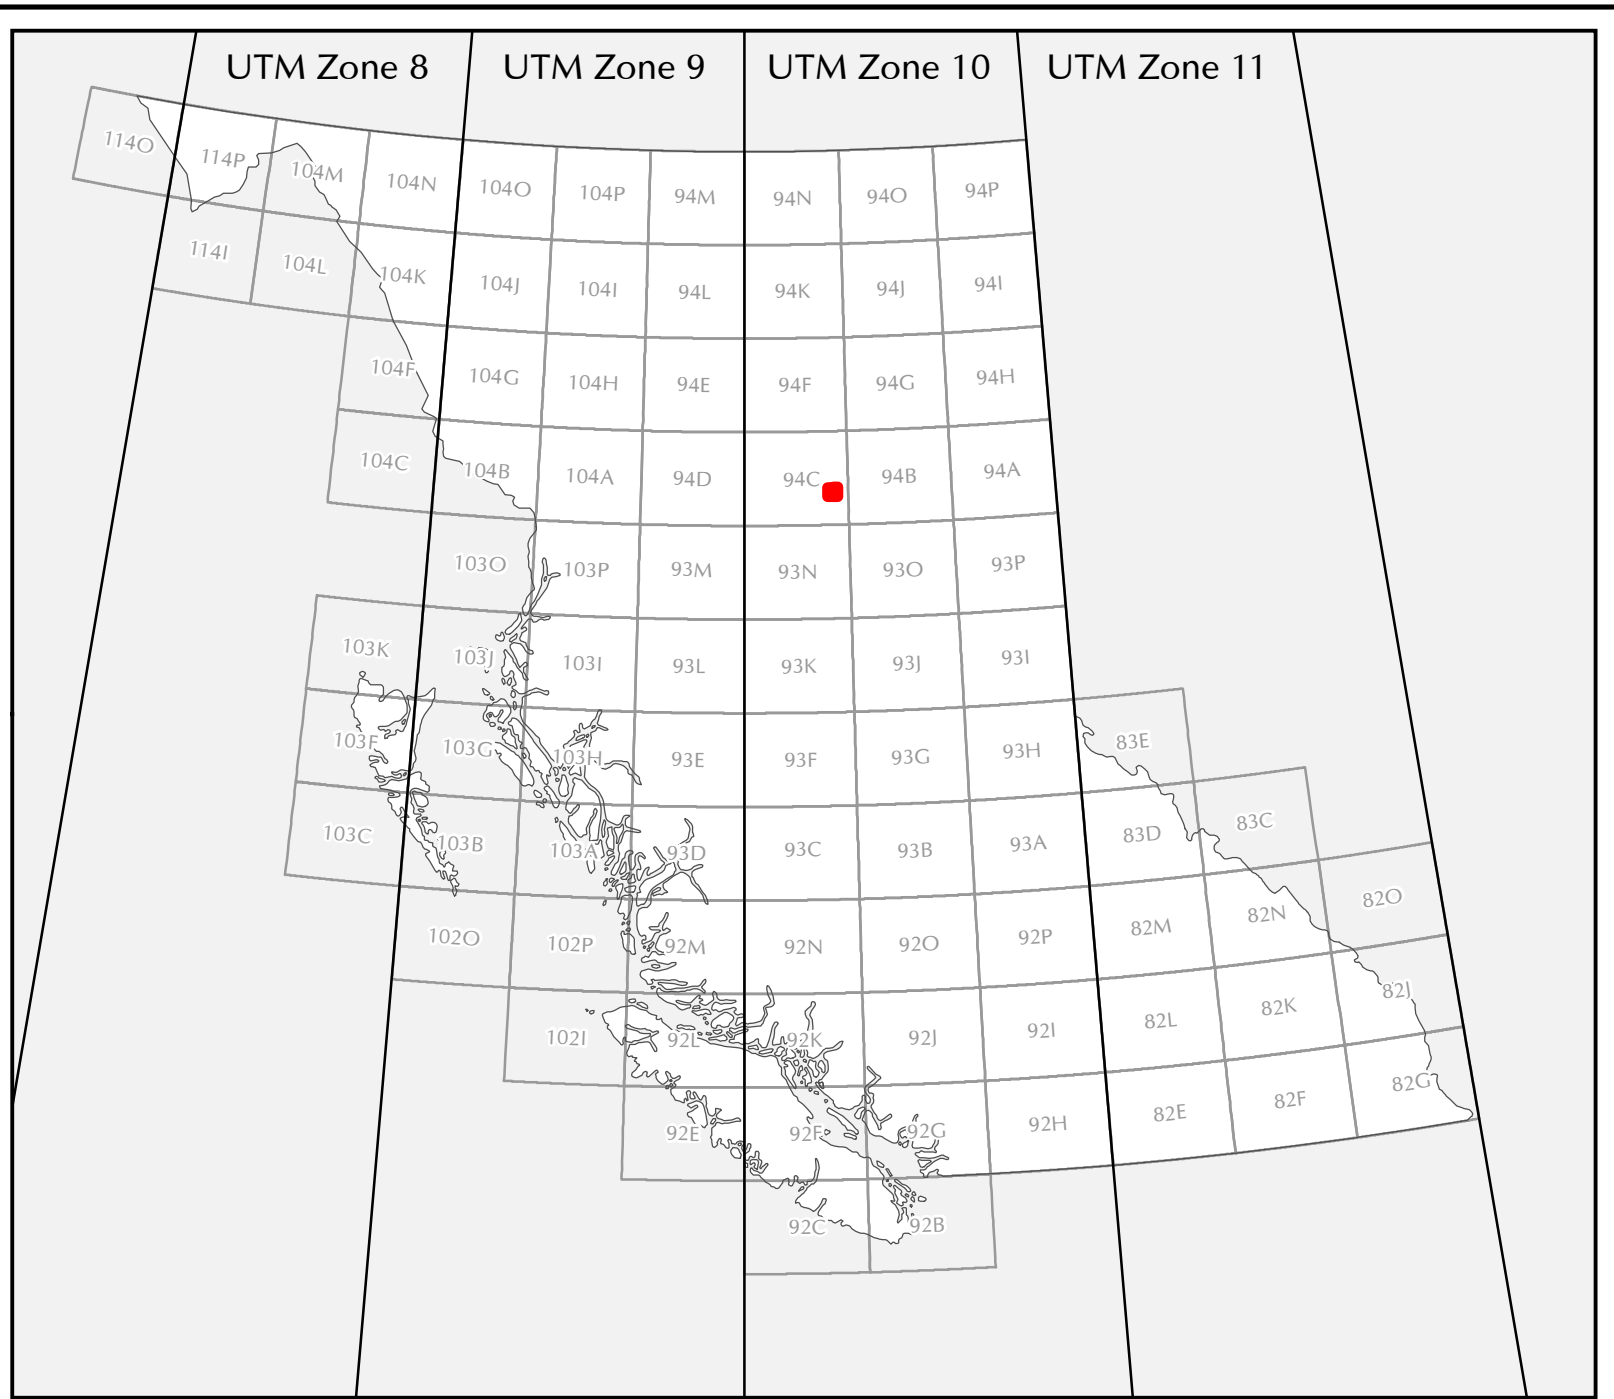 UTM Zone 8 UTM Zone 9 UTM Zone 10 UTM Zone 11
114O 114P 104M 104N 104O 104P 94M 94N 94O 94P
114I 104L 104K 104J 104I 94L 94K 94J 94I
104F 104G 104H 94E 94F 94G 94H
104C 104B 104A 94D 94C 94B 94A
103O 103P 93M 93N 93O 93P
103K 103J 103I 93L 93K 93J 93I
103F 103G 103H 93E 93F 93G 93H 83E
103C 103B 103A 93D 93C 93B 93A 83D 83C
102O 102P 92M 92N 92O 92P 82M 82N 82O
102I 92L 92K 92J 92I 82L 82K 82J
92E 92F 92G 92H 82E 82F 82G
92C 92B